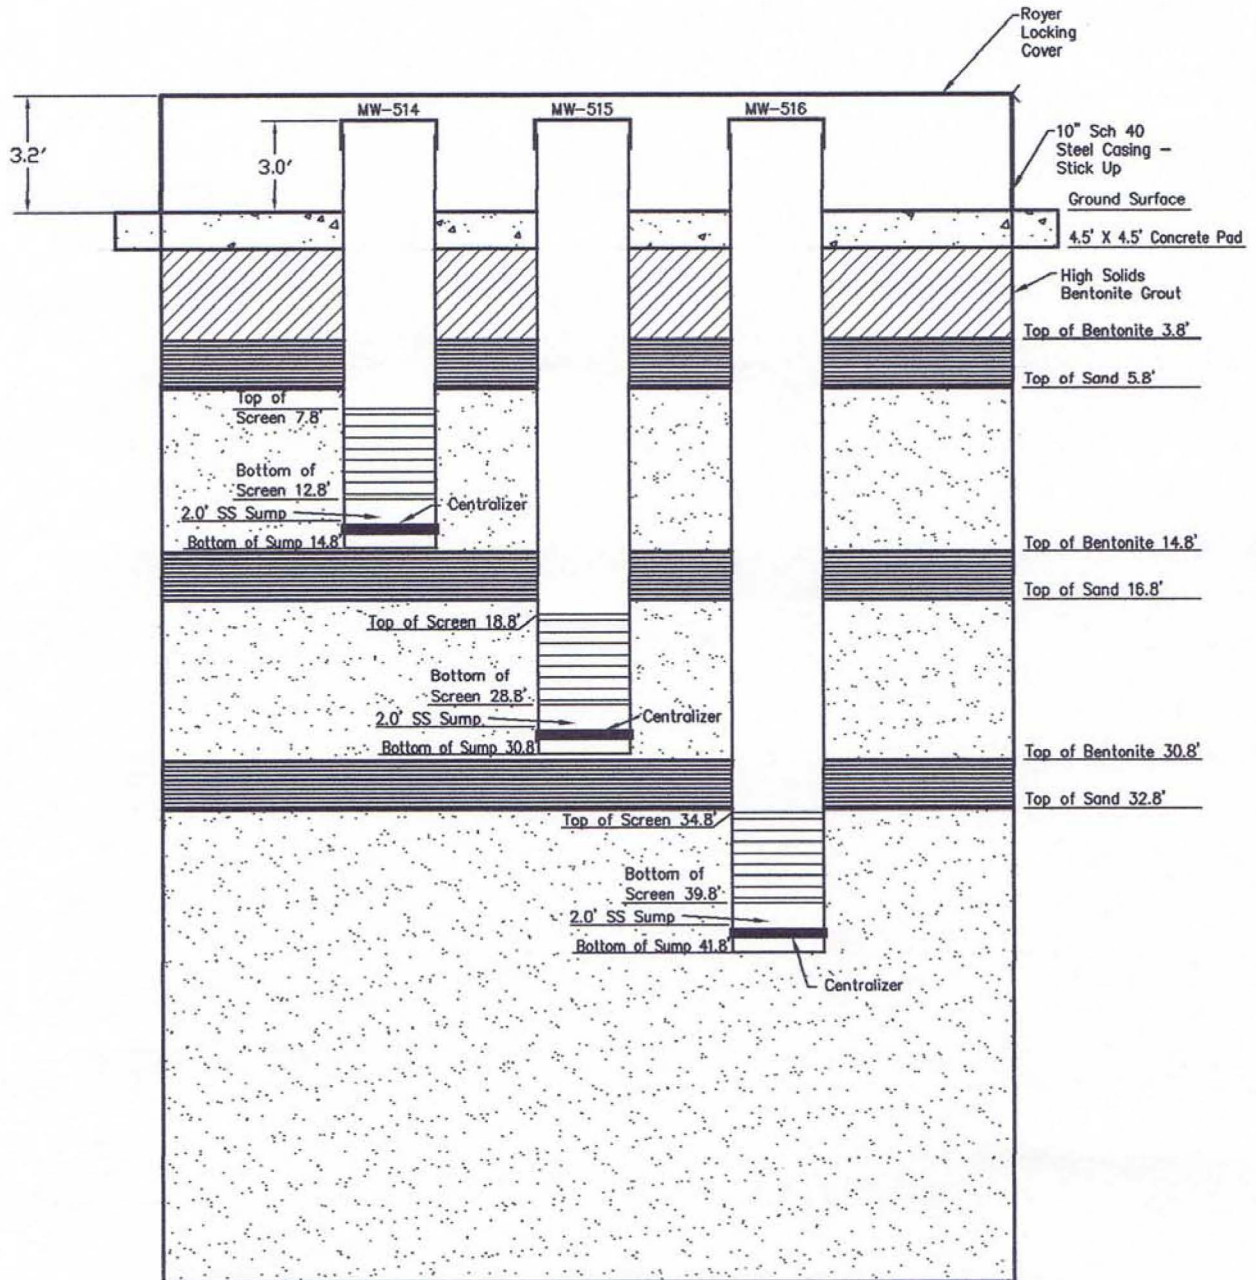 Royer
Locking
Cover
MW-514
MW-515
MW-516
3.2'
3.0'
10" Sch 40
Steel Casing –
Stick Up
Ground Surface
4.5' X 4.5' Concrete Pad
High Solids
Bentonite Grout
Top of Bentonite 3.8'
Top of Sand 5.8'
Top of
Screen 7.8'
Bottom of
Screen 12.8'
2.0' SS Sump
Centralizer
Bottom of Sump 14.8'
Top of Bentonite 14.8'
Top of Sand 16.8'
Top of Screen 18.8'
Bottom of
Screen 28.8'
2.0' SS Sump
Centralizer
Bottom of Sump 30.8'
Top of Bentonite 30.8'
Top of Sand 32.8'
Top of Screen 34.8'
Bottom of
Screen 39.8'
2.0' SS Sump
Bottom of Sump 41.8'
Centralizer